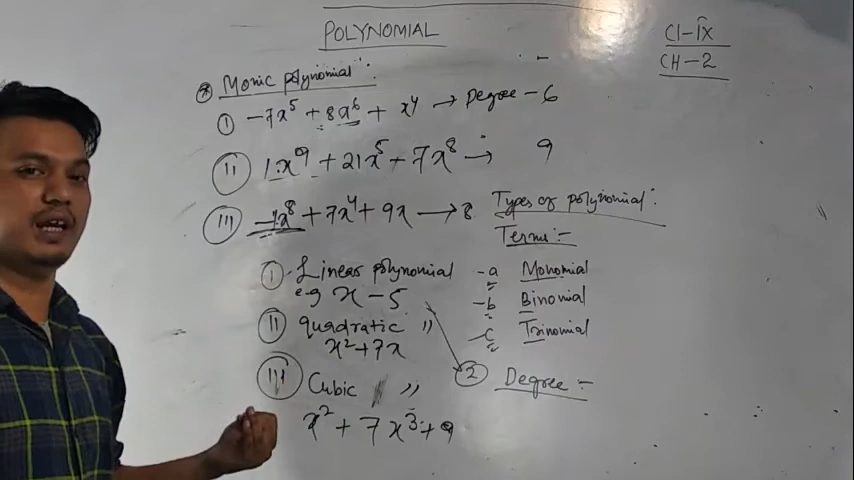 POLYNOMIAL
Cl-IX
CH-2
* Monic polynomial :
(i) -7x⁵ + 8x⁶ + x⁴ → Degree - 6
(ii) 1x⁹ + 21x⁵ + 7x⁸ → 9
(iii) -1x⁸ + 7x⁴ + 9x → 8
Types of polynomial :
Terms :-
(i) Linear polynomial
e.g x - 5
(ii) quadratic "
x² + 7x
(iii) Cubic "
x² + 7x³ + 9
-a Monomial
-b Binomial
-c Trinomial
(2) Degree :-